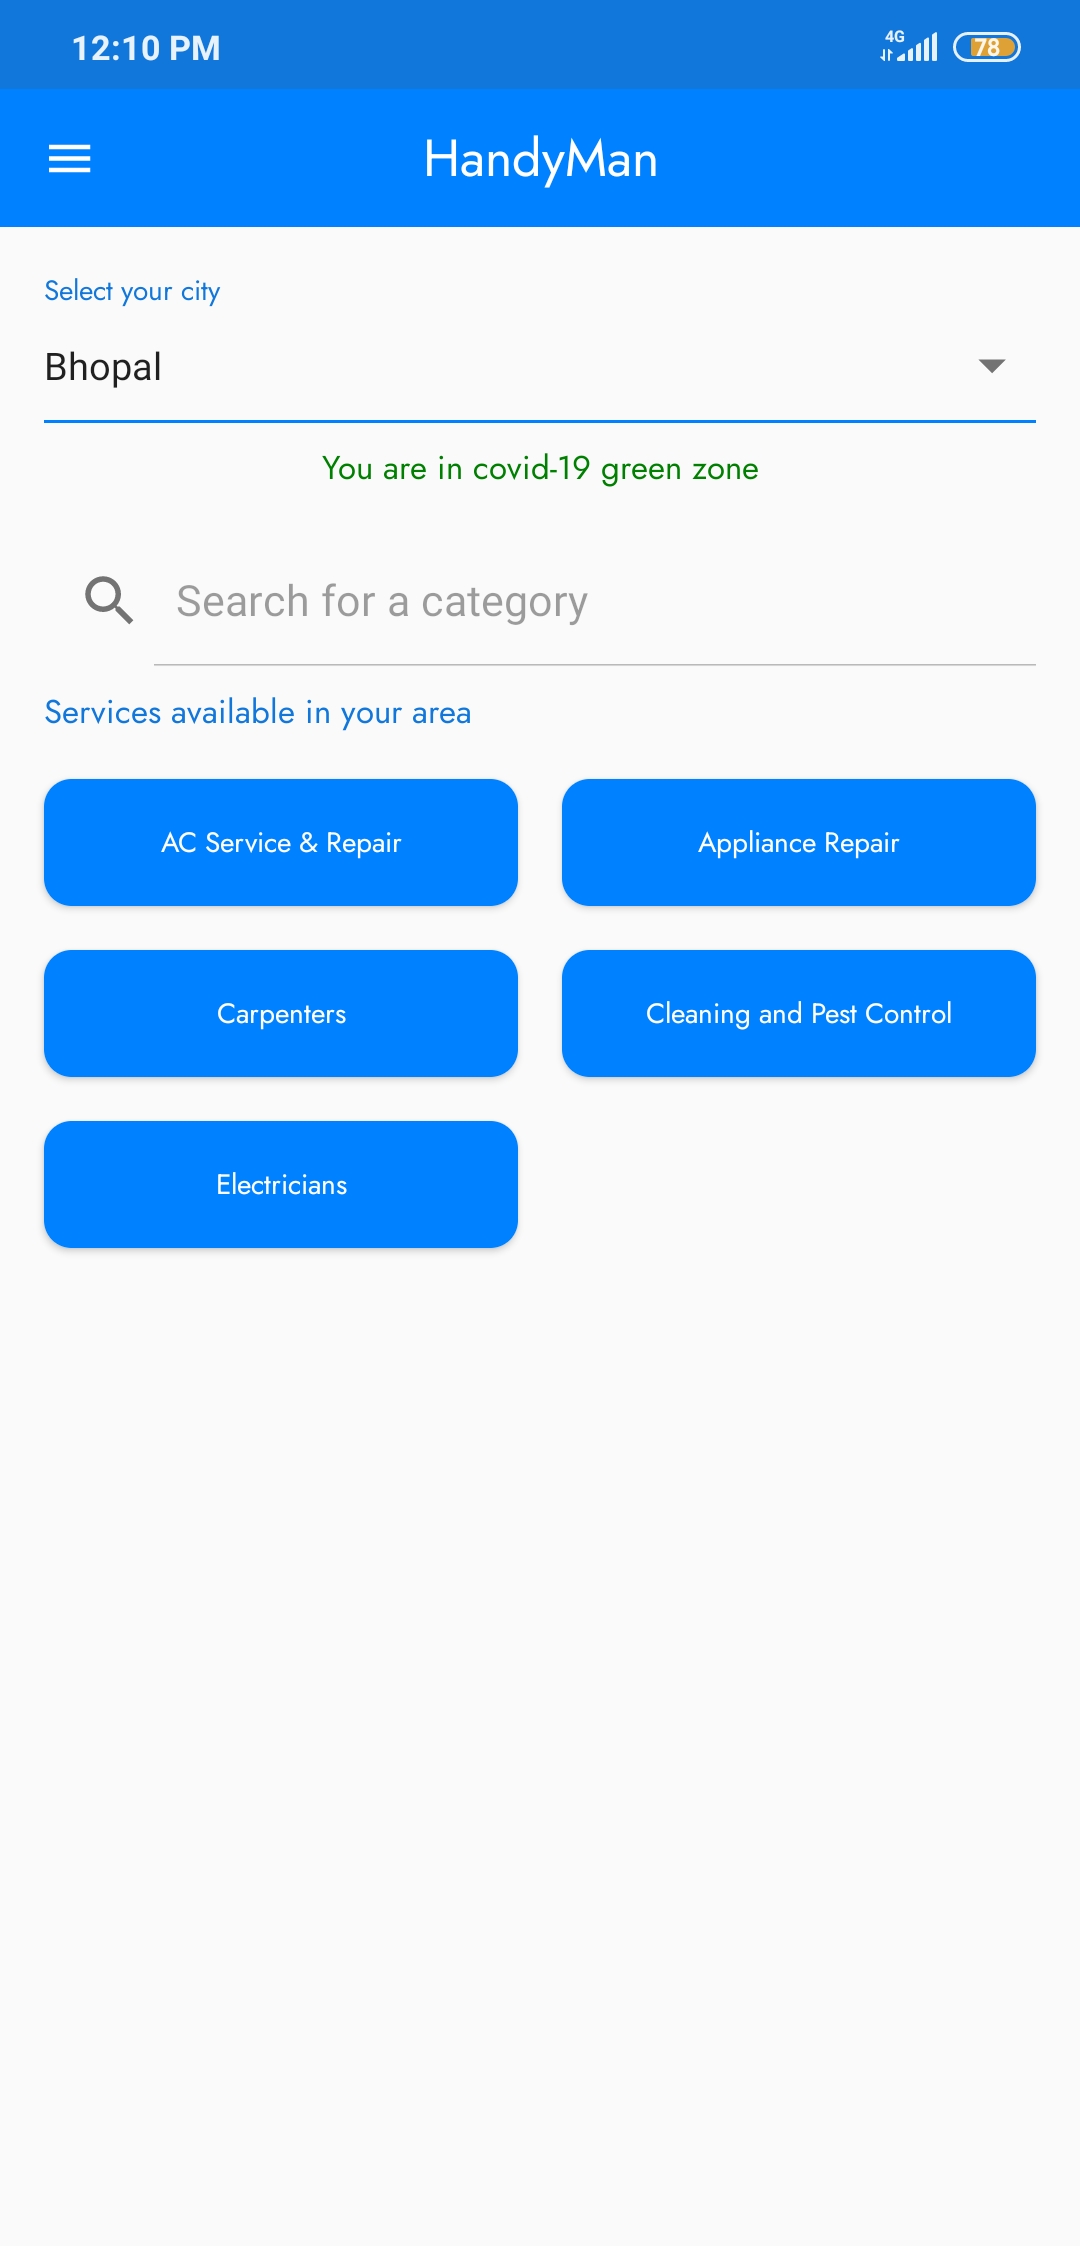 12:10 PM
4G
78
HandyMan
Select your city
Bhopal
You are in covid-19 green zone
Search for a category
Services available in your area
AC Service & Repair
Appliance Repair
Carpenters
Cleaning and Pest Control
Electricians